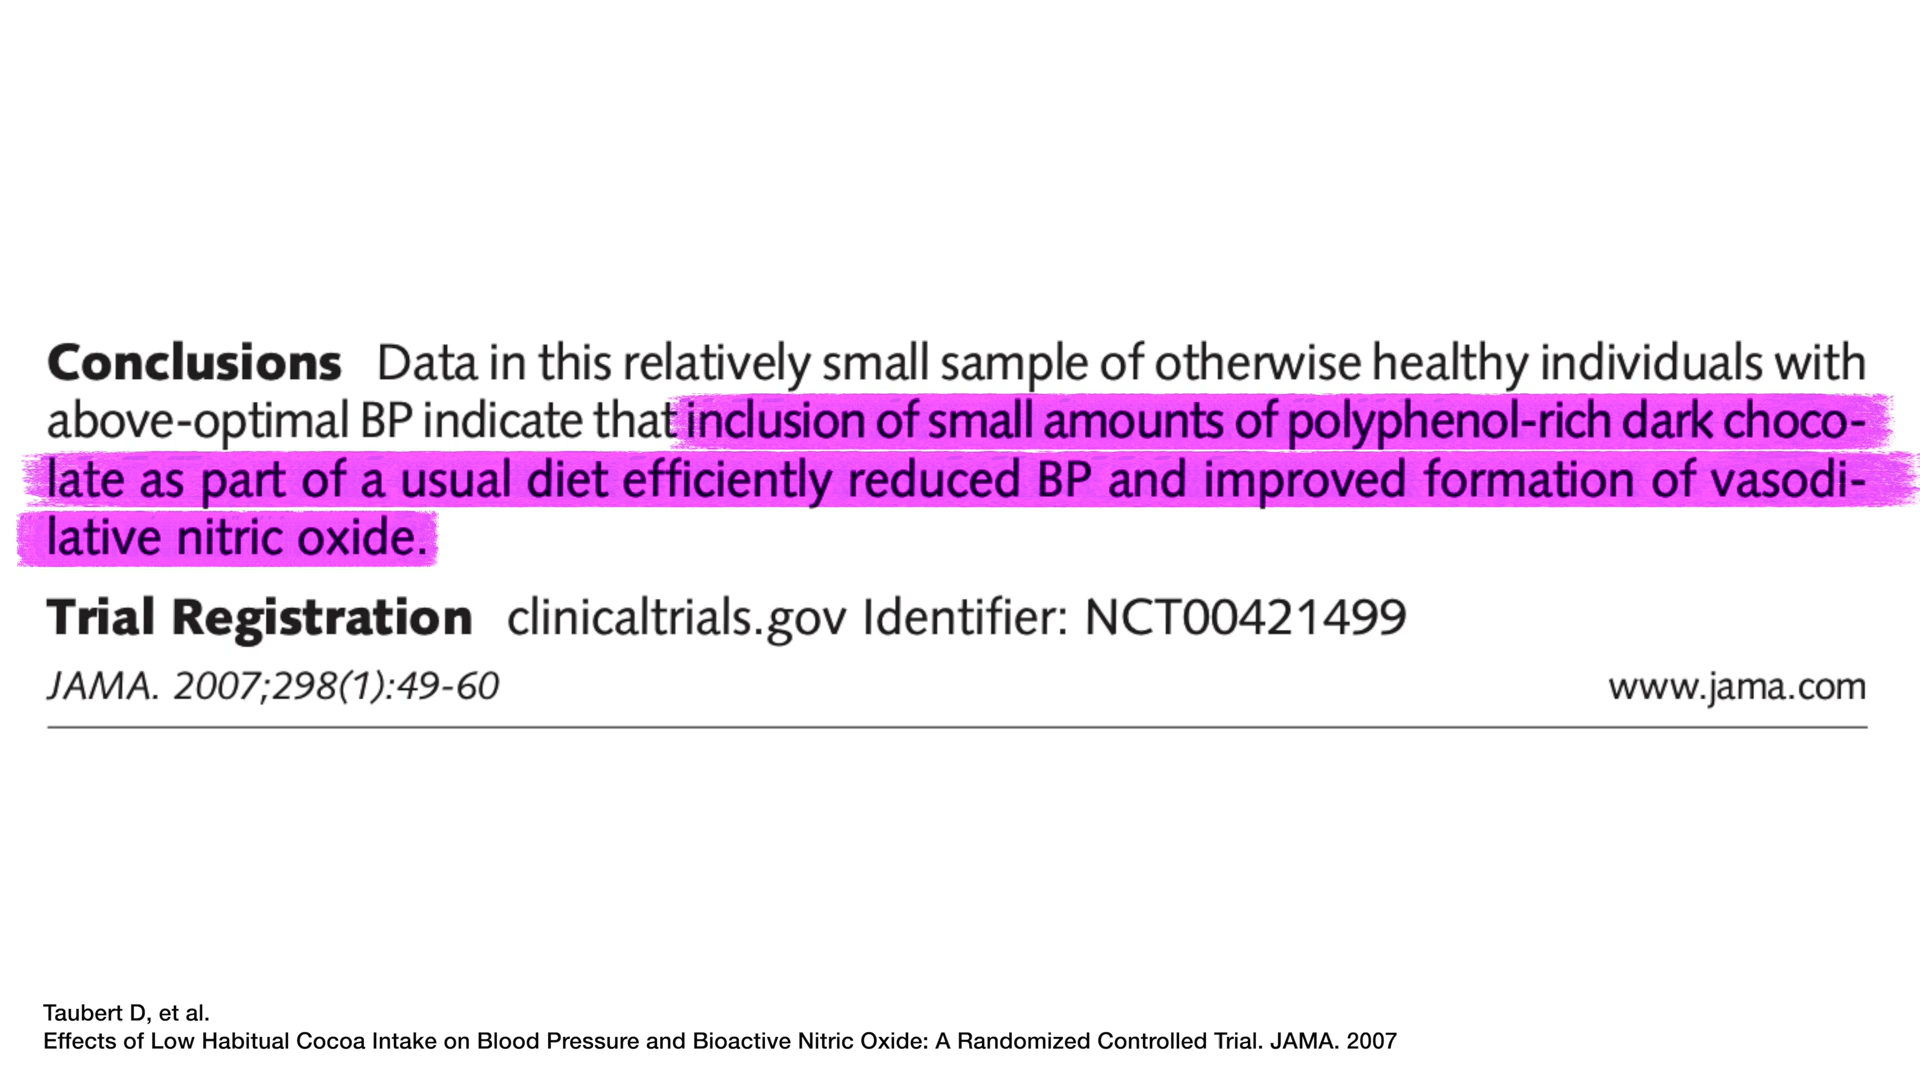 Conclusions Data in this relatively small sample of otherwise healthy individuals with
above-optimal BP indicate that inclusion of small amounts of polyphenol-rich dark choco-
late as part of a usual diet efficiently reduced BP and improved formation of vasodi-
lative nitric oxide.
Trial Registration clinicaltrials.gov Identifier: NCT00421499
JAMA. 2007;298(1):49-60 www.jama.com
Taubert D, et al.
Effects of Low Habitual Cocoa Intake on Blood Pressure and Bioactive Nitric Oxide: A Randomized Controlled Trial. JAMA. 2007